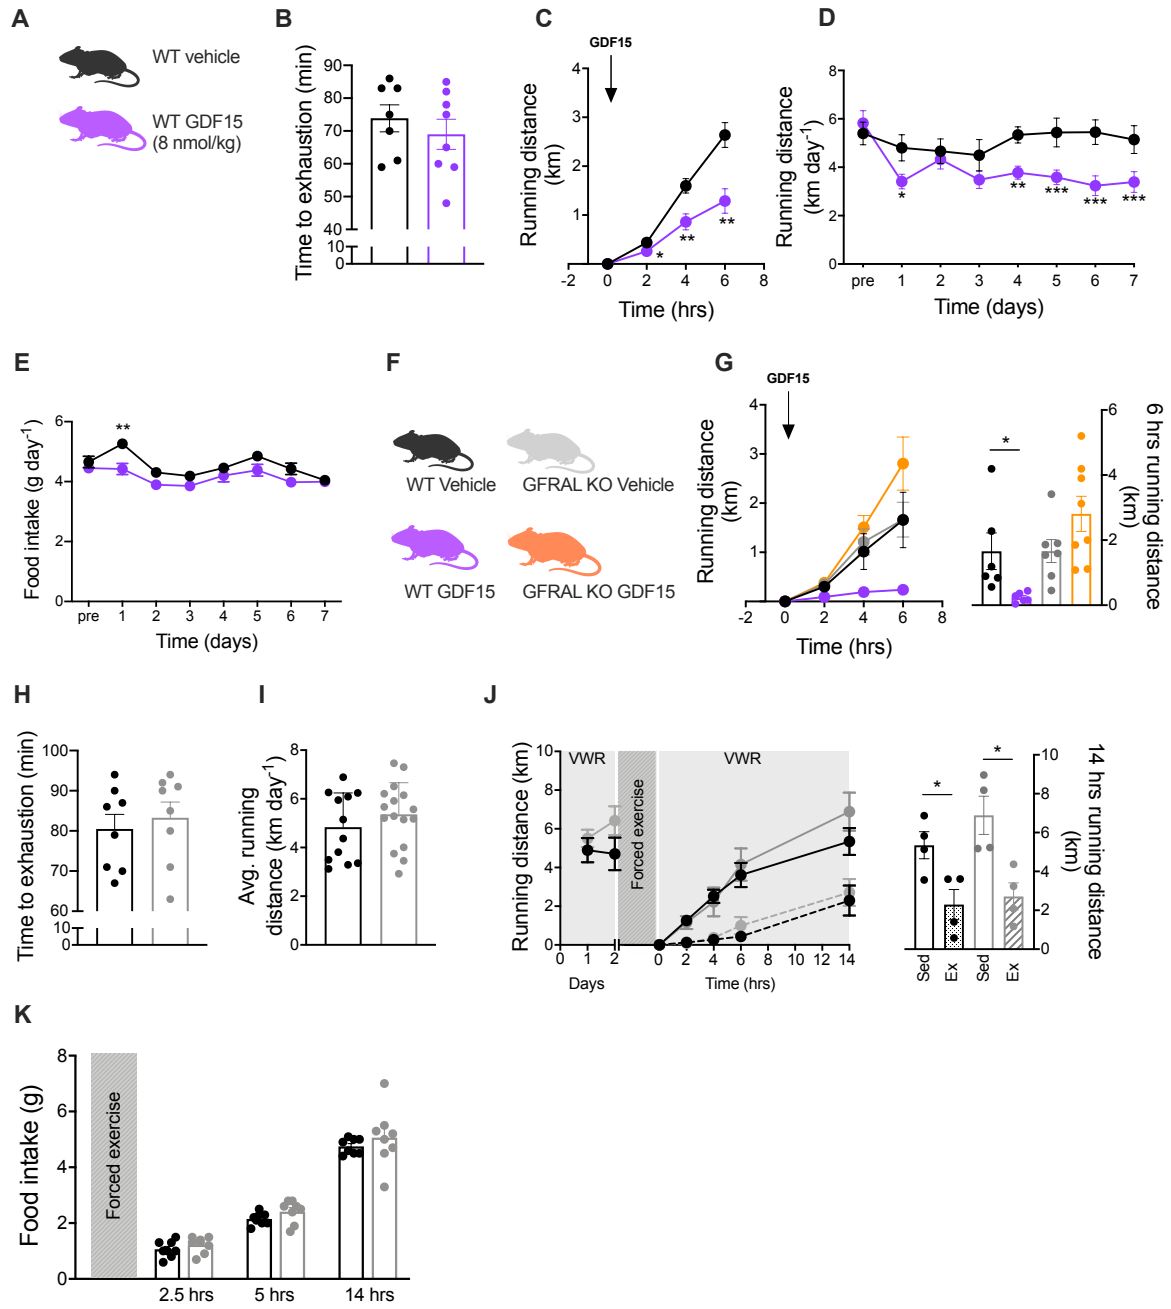 A
WT vehicle
WT GDF15
(8 nmol/kg)
B
Time to exhaustion (min)
90
80
70
60
50
40
10
0
C
GDF15
Running distance
(km)
4
3
2
1
-2 0 2 4 6 8
Time (hrs)
*
**
**
D
Running distance
(km day-1)
8
6
4
2
0
pre 1 2 3 4 5 6 7
Time (days)
*
**
***
***
***
E
Food intake (g day-1)
6
4
2
0
**
pre 1 2 3 4 5 6 7
Time (days)
F
WT Vehicle
GFRAL KO Vehicle
WT GDF15
GFRAL KO GDF15
G
GDF15
Running distance
(km)
4
3
2
1
-2 0 2 4 6 8
Time (hrs)
*
6
4
2
0
6 hrs running distance
(km)
H
Time to exhaustion (min)
100
90
80
70
60
10
0
I
Avg. running
distance (km day-1)
8
6
4
2
0
J
Running distance (km)
10
8
6
4
2
0
VWR
Forced exercise
VWR
0 1 2 0 2 4 6 8 10 12 14
Days
Time (hrs)
*
*
10
8
6
4
2
0
14 hrs running distance
(km)
Sed
Ex
Sed
Ex
K
Food intake (g)
8
6
4
2
0
Forced exercise
2.5 hrs
5 hrs
14 hrs